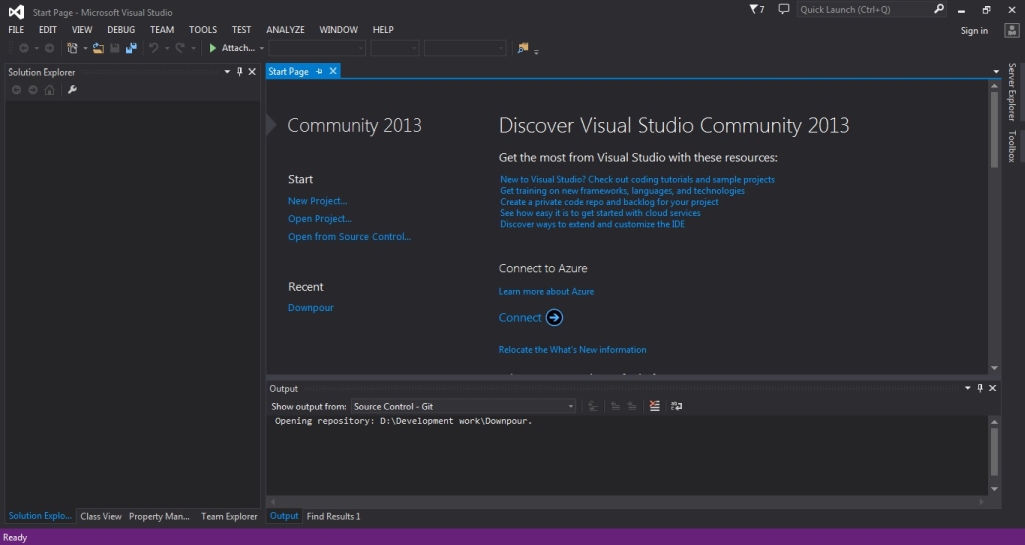 Start Page - Microsoft Visual Studio
7
Quick Launch (Ctrl+Q)
FILE EDIT VIEW DEBUG TEAM TOOLS TEST ANALYZE WINDOW HELP
Sign in
Attach...
Solution Explorer
Start Page
Server Explorer
Toolbox
Community 2013
Start
New Project...
Open Project...
Open from Source Control...
Recent
Downpour
Discover Visual Studio Community 2013
Get the most from Visual Studio with these resources:
New to Visual Studio? Check out coding tutorials and sample projects
Get training on new frameworks, languages, and technologies
Create a private code repo and backlog for your project
See how easy it is to get started with cloud services
Discover ways to extend and customize the IDE
Connect to Azure
Learn more about Azure
Connect
Relocate the What's New information
Output
Show output from: Source Control - Git
Opening repository: D:\Development work\Downpour.
Solution Explo... Class View Property Man... Team Explorer
Output Find Results 1
Ready